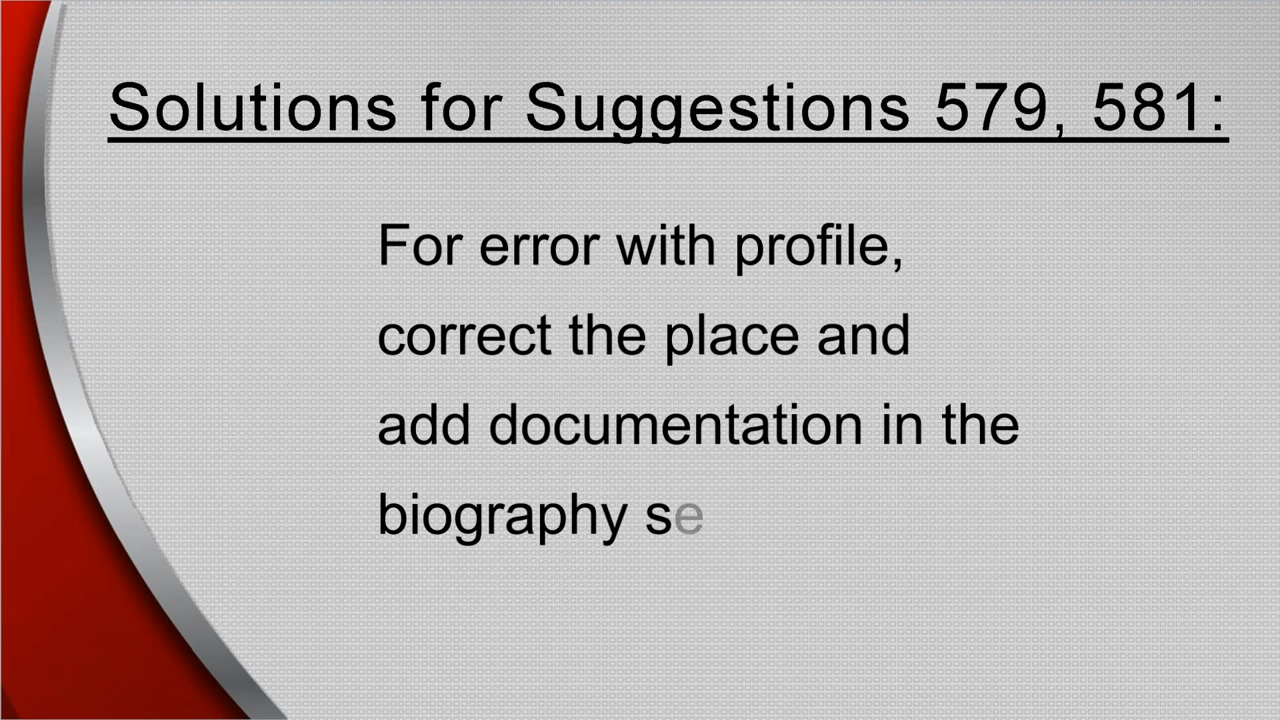 Solutions for Suggestions 579, 581:
For error with profile,
correct the place and
add documentation in the
biography se